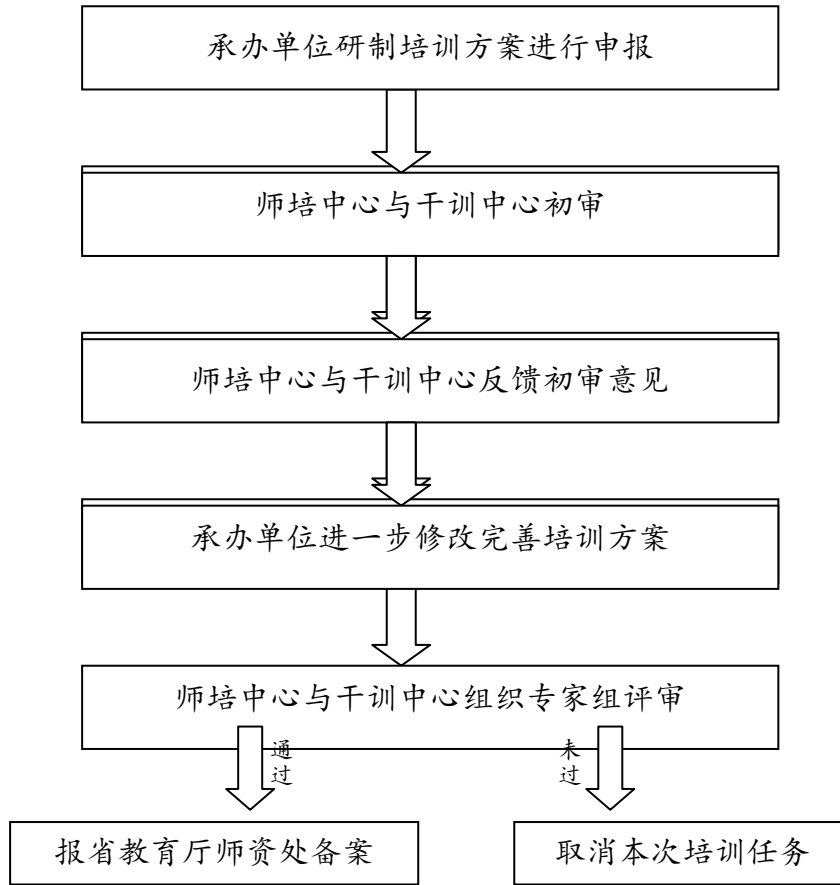 承办单位研制培训方案进行申报
师培中心与干训中心初审
师培中心与干训中心反馈初审意见
承办单位进一步修改完善培训方案
师培中心与干训中心组织专家组评审
通
过
未
过
报省教育厅师资处备案
取消本次培训任务